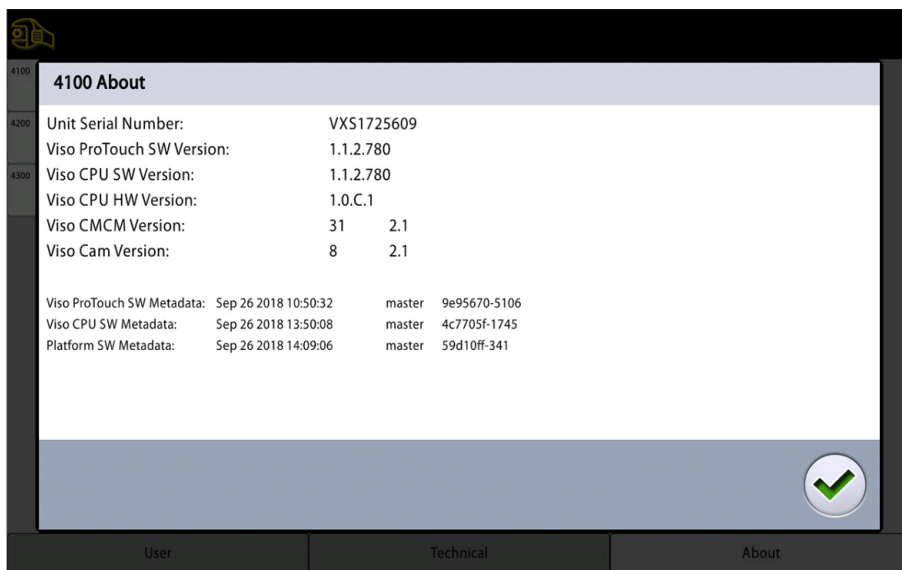 4100
4100 About
4200
4300
Unit Serial Number: VXS1725609
Viso ProTouch SW Version: 1.1.2.780
Viso CPU SW Version: 1.1.2.780
Viso CPU HW Version: 1.0.C.1
Viso CMCM Version: 31 2.1
Viso Cam Version: 8 2.1
Viso ProTouch SW Metadata: Sep 26 2018 10:50:32 master 9e95670-5106
Viso CPU SW Metadata: Sep 26 2018 13:50:08 master 4c7705f-1745
Platform SW Metadata: Sep 26 2018 14:09:06 master 59d10ff-341
User Technical About